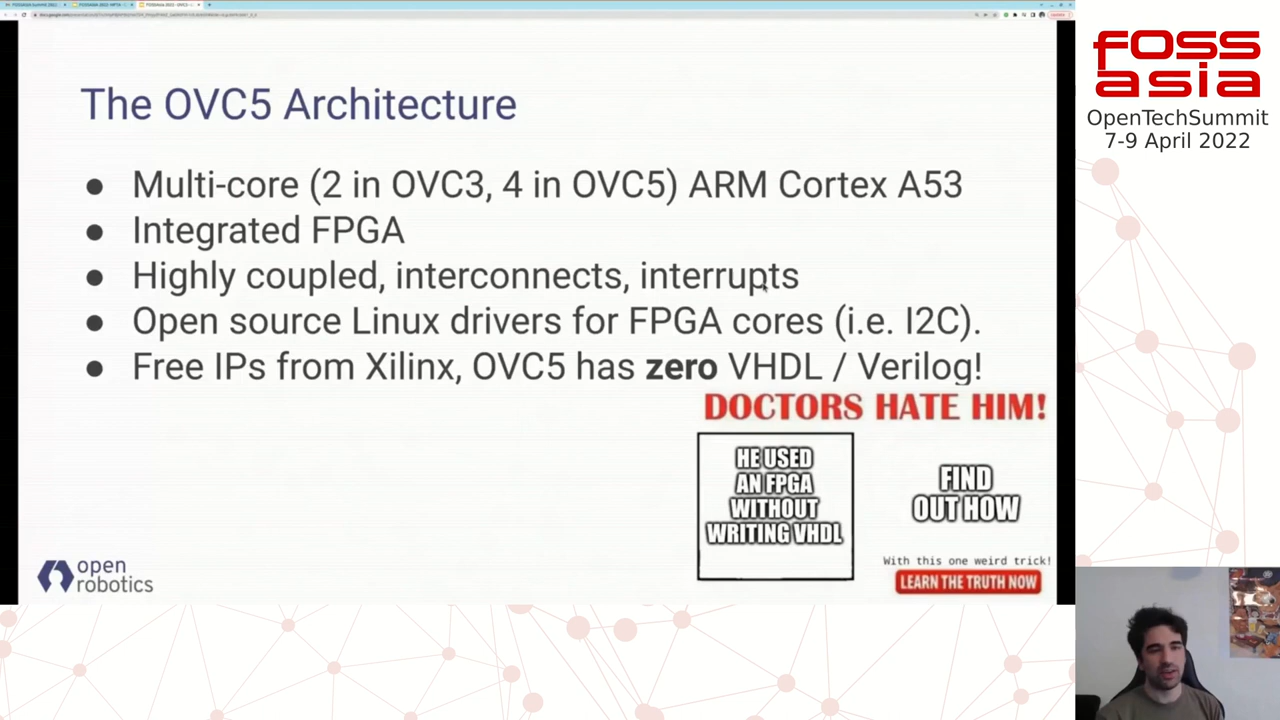 The OVC5 Architecture
● Multi-core (2 in OVC3, 4 in OVC5) ARM Cortex A53
● Integrated FPGA
● Highly coupled, interconnects, interrupts
● Open source Linux drivers for FPGA cores (i.e. I2C).
● Free IPs from Xilinx, OVC5 has zero VHDL / Verilog!
DOCTORS HATE HIM!
HE USED
AN FPGA
WITHOUT
WRITING VHDL
FIND
OUT HOW
With this one weird trick!
LEARN THE TRUTH NOW
open
robotics
FOSS
asia
OpenTechSummit
7-9 April 2022